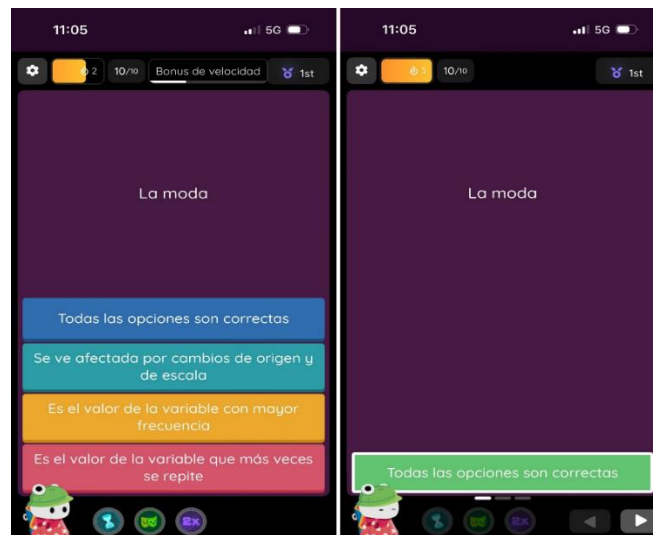 11:05
5G
2
10/10
Bonus de velocidad
1st
La moda
Todas las opciones son correctas
Se ve afectada por cambios de origen y
de escala
Es el valor de la variable con mayor
frecuencia
Es el valor de la variable que más veces
se repite
2x
11:05
5G
10/10
1st
La moda
Todas las opciones son correctas
2x